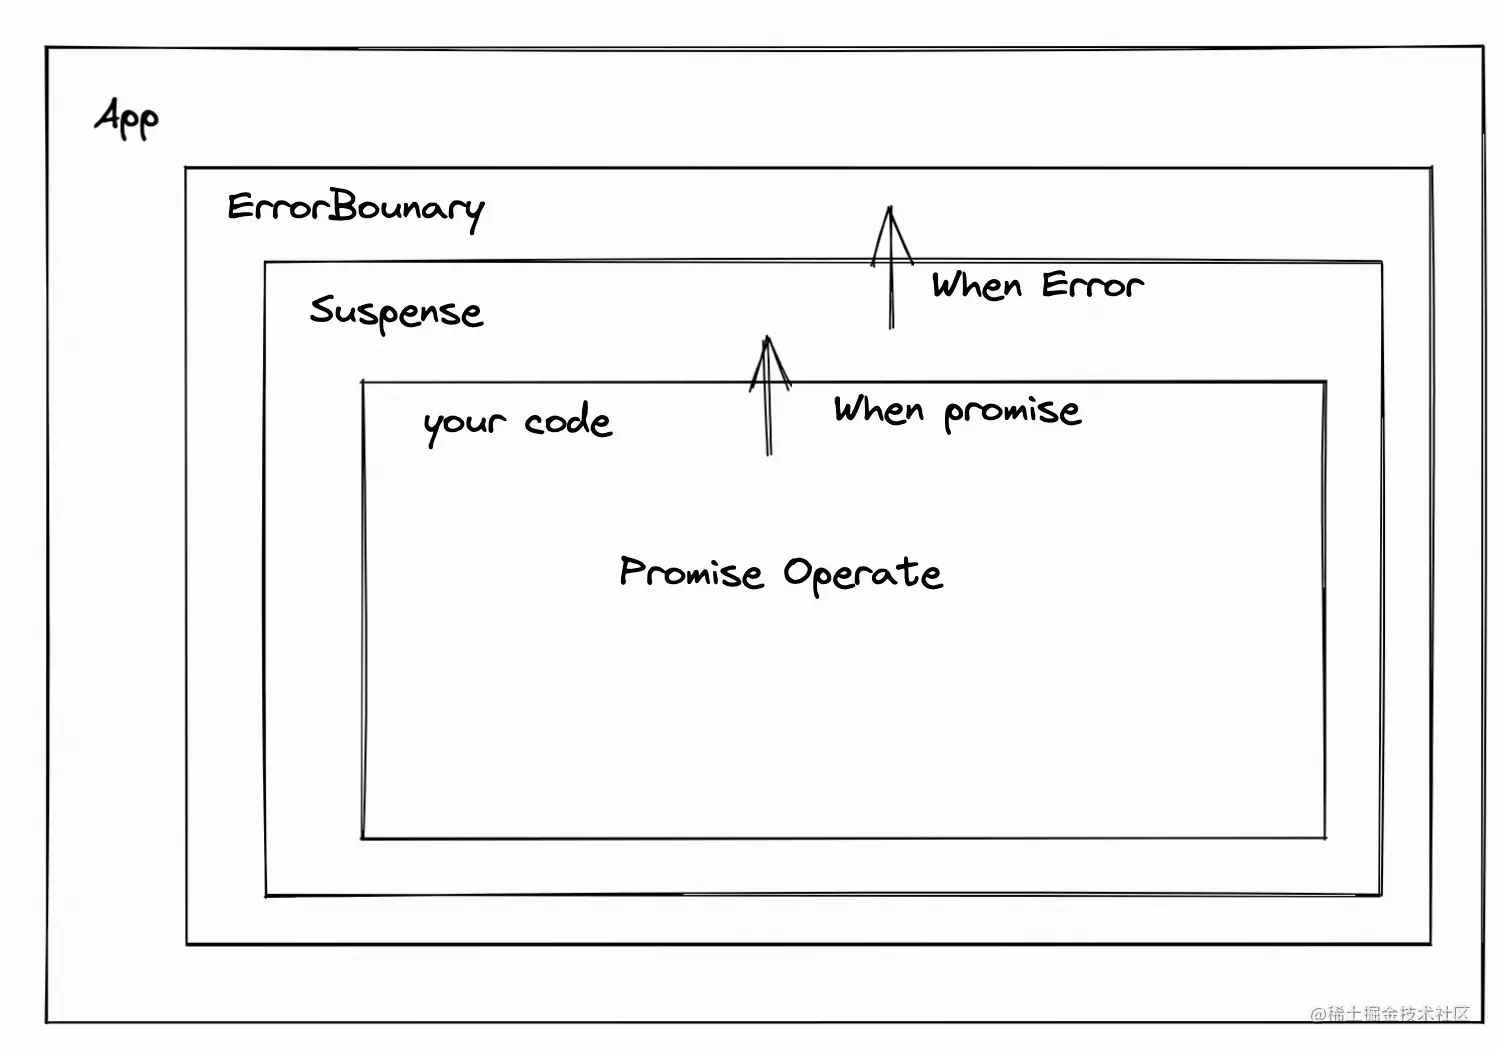 App
ErrorBounary
When Error
Suspense
When promise
your code
Promise Operate
@稀土掘金技术社区